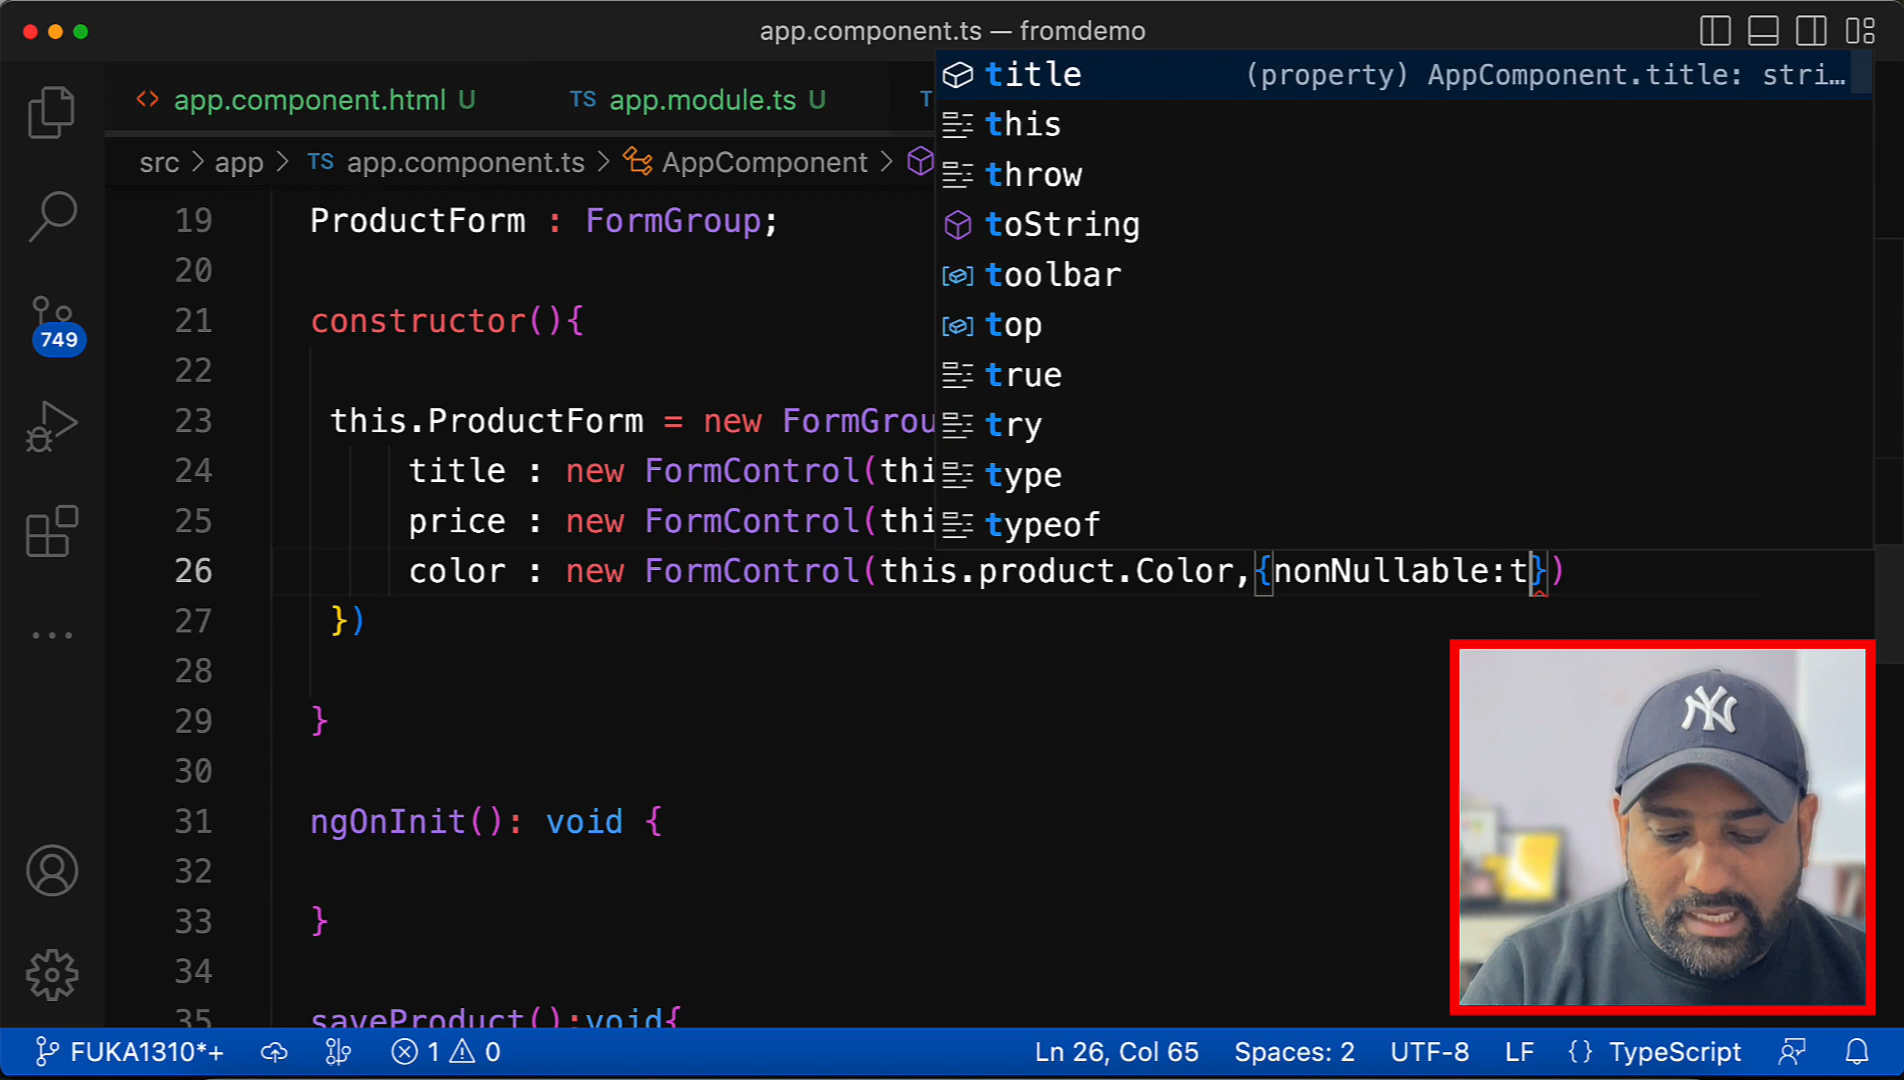 app.component.ts — fromdemo
app.component.html U
TS app.module.ts U
T
src > app > TS app.component.ts > AppComponent >
title (property) AppComponent.title: stri…
this
throw
toString
toolbar
top
true
try
type
typeof
19 ProductForm : FormGroup;
20
21 constructor(){
22
23 this.ProductForm = new FormGrou
24 title : new FormControl(thi
25 price : new FormControl(thi
26 color : new FormControl(this.product.Color,{nonNullable:t})
27 })
28
29 }
30
31 ngOnInit(): void {
32
33 }
34
35 saveProduct():void{
749
NY
FUKA1310*+ 1 0 Ln 26, Col 65 Spaces: 2 UTF-8 LF {} TypeScript